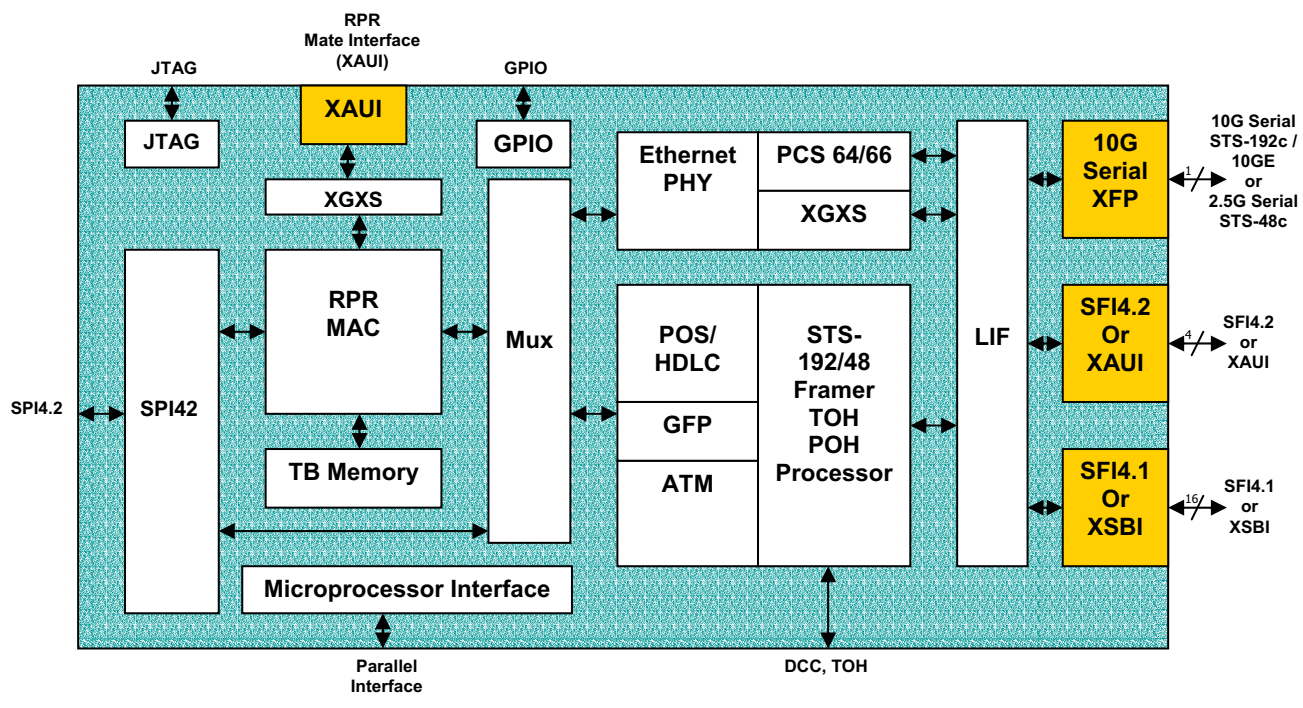 RPR
Mate Interface
(XAUI)
JTAG
GPIO
XAUI
JTAG
GPIO
Ethernet
PHY
PCS 64/66
XGXS
10G
Serial
XFP
1
10G Serial
STS-192c /
10GE
or
2.5G Serial
STS-48c
XGXS
RPR
MAC
Mux
POS/
HDLC
GFP
ATM
STS-
192/48
Framer
TOH
POH
Processor
LIF
SFI4.2
Or
XAUI
4
SFI4.2
or
XAUI
SPI4.2
SPI42
TB Memory
SFI4.1
Or
XSBI
16
SFI4.1
or
XSBI
Microprocessor Interface
Parallel
Interface
DCC, TOH